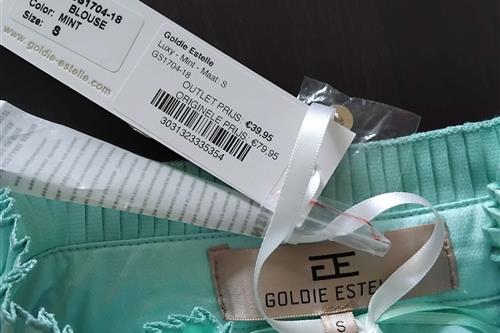 GS1704-18
BLOUSE
Color: MINT
Size: S
www.goldie-estelle.com
Goldie Estelle
Luxy - Mint - Maat: S
GS1704-18
OUTLET PRIJS: €39,95
ORIGINELE PRIJS: €79,95
3031323335354
GOLDIE ESTEL
S